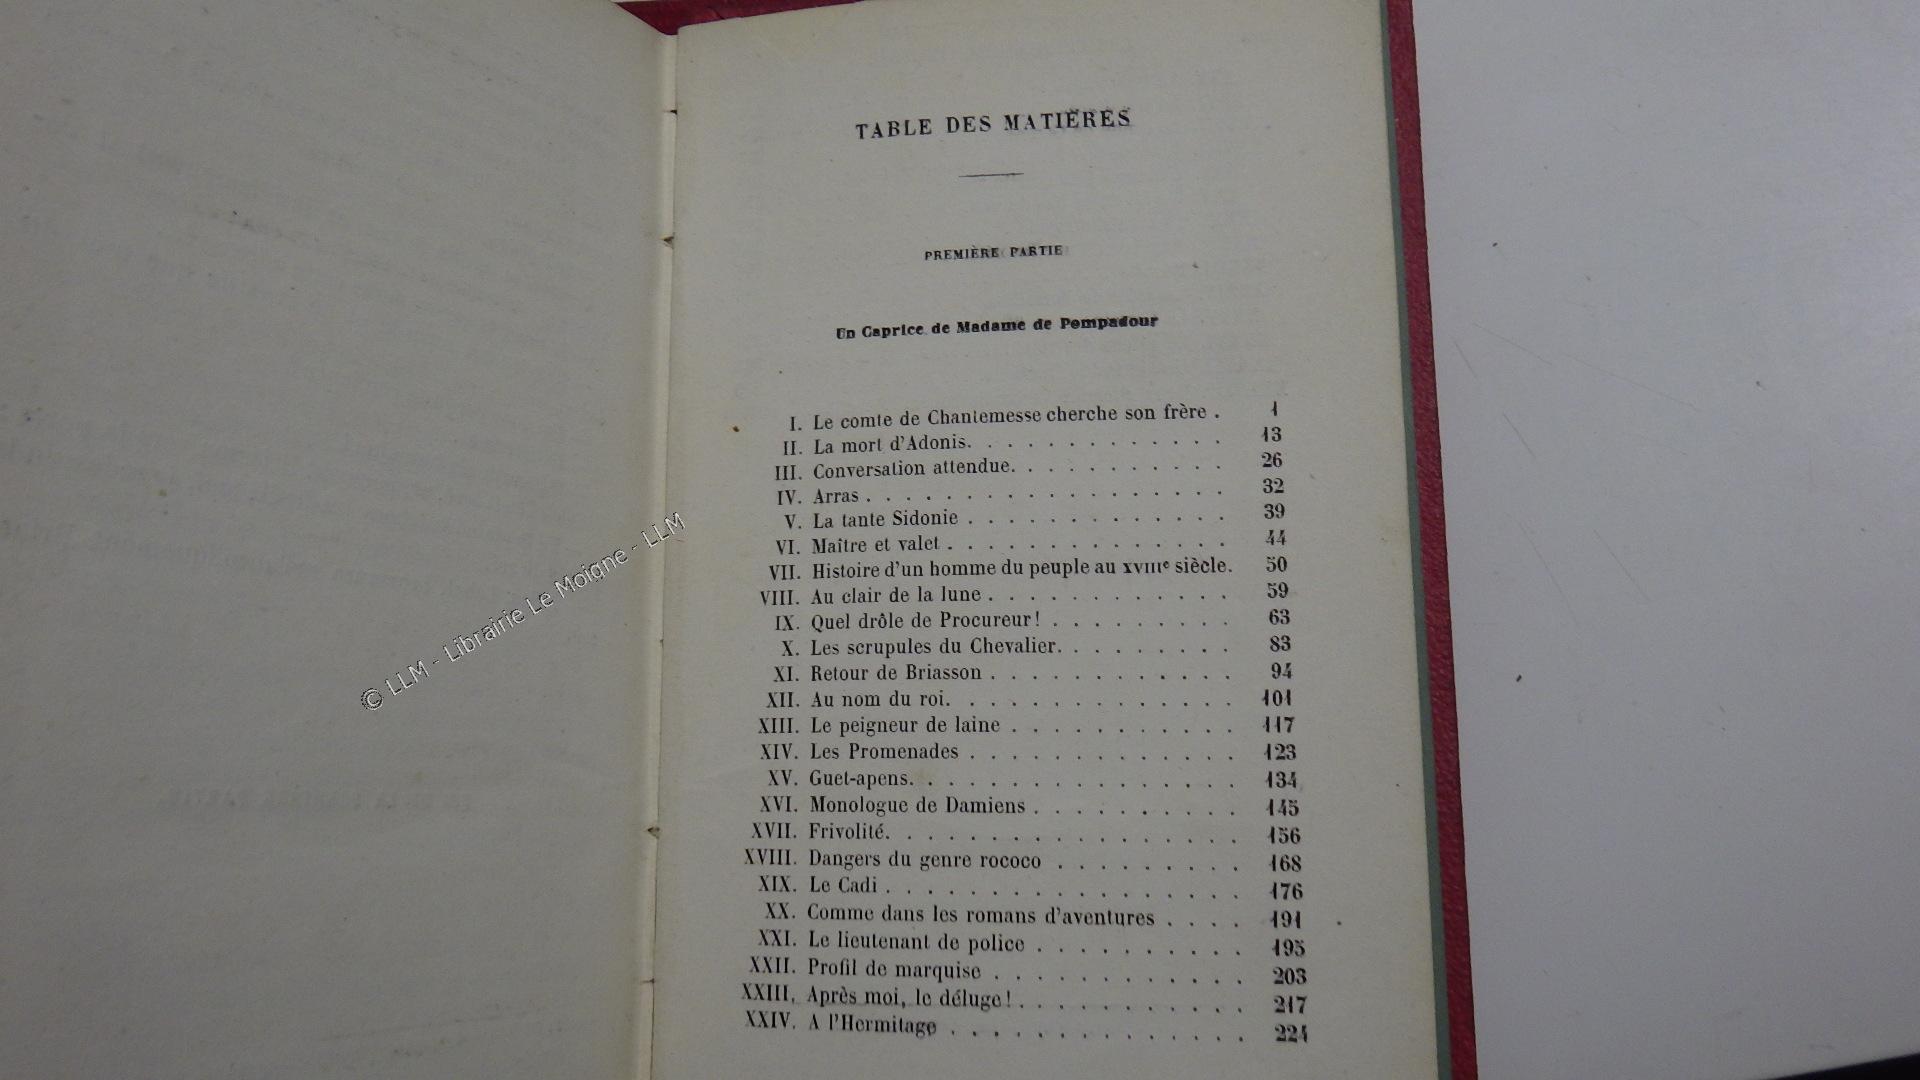 TABLE DES MATIÈRES
PREMIÈRE PARTIE
Un Caprice de Madame de Pompadour
I. Le comte de Chantemesse cherche son frère . 1
II. La mort d'Adonis. . . . . . . . . . . . . 13
III. Conversation attendue. . . . . . . . . . . 26
IV. Arras . . . . . . . . . . . . . . . . . . 32
V. La tante Sidonie . . . . . . . . . . . . . 39
VI. Maître et valet . . . . . . . . . . . . . . 44
VII. Histoire d'un homme du peuple au XVIIIe siècle. 50
VIII. Au clair de la lune . . . . . . . . . . . . 59
IX. Quel drôle de Procureur ! . . . . . . . . . 63
X. Les scrupules du Chevalier. . . . . . . . . 83
XI. Retour de Briasson . . . . . . . . . . . . 94
XII. Au nom du roi. . . . . . . . . . . . . . . 101
XIII. Le peigneur de laine . . . . . . . . . . . 117
XIV. Les Promenades . . . . . . . . . . . . . 123
XV. Guet-apens. . . . . . . . . . . . . . . . 134
XVI. Monologue de Damiens . . . . . . . . . . 145
XVII. Frivolité. . . . . . . . . . . . . . . . . 156
XVIII. Dangers du genre rococo . . . . . . . . . 168
XIX. Le Cadi . . . . . . . . . . . . . . . . . 176
XX. Comme dans les romans d'aventures . . . . 191
XXI. Le lieutenant de police . . . . . . . . . . 195
XXII. Profil de marquise . . . . . . . . . . . . 203
XXIII. Après moi, le déluge ! . . . . . . . . . . . 217
XXIV. A l'Hermitage . . . . . . . . . . . . . . 224
© LLM - Librairie Le Moigne - LLM